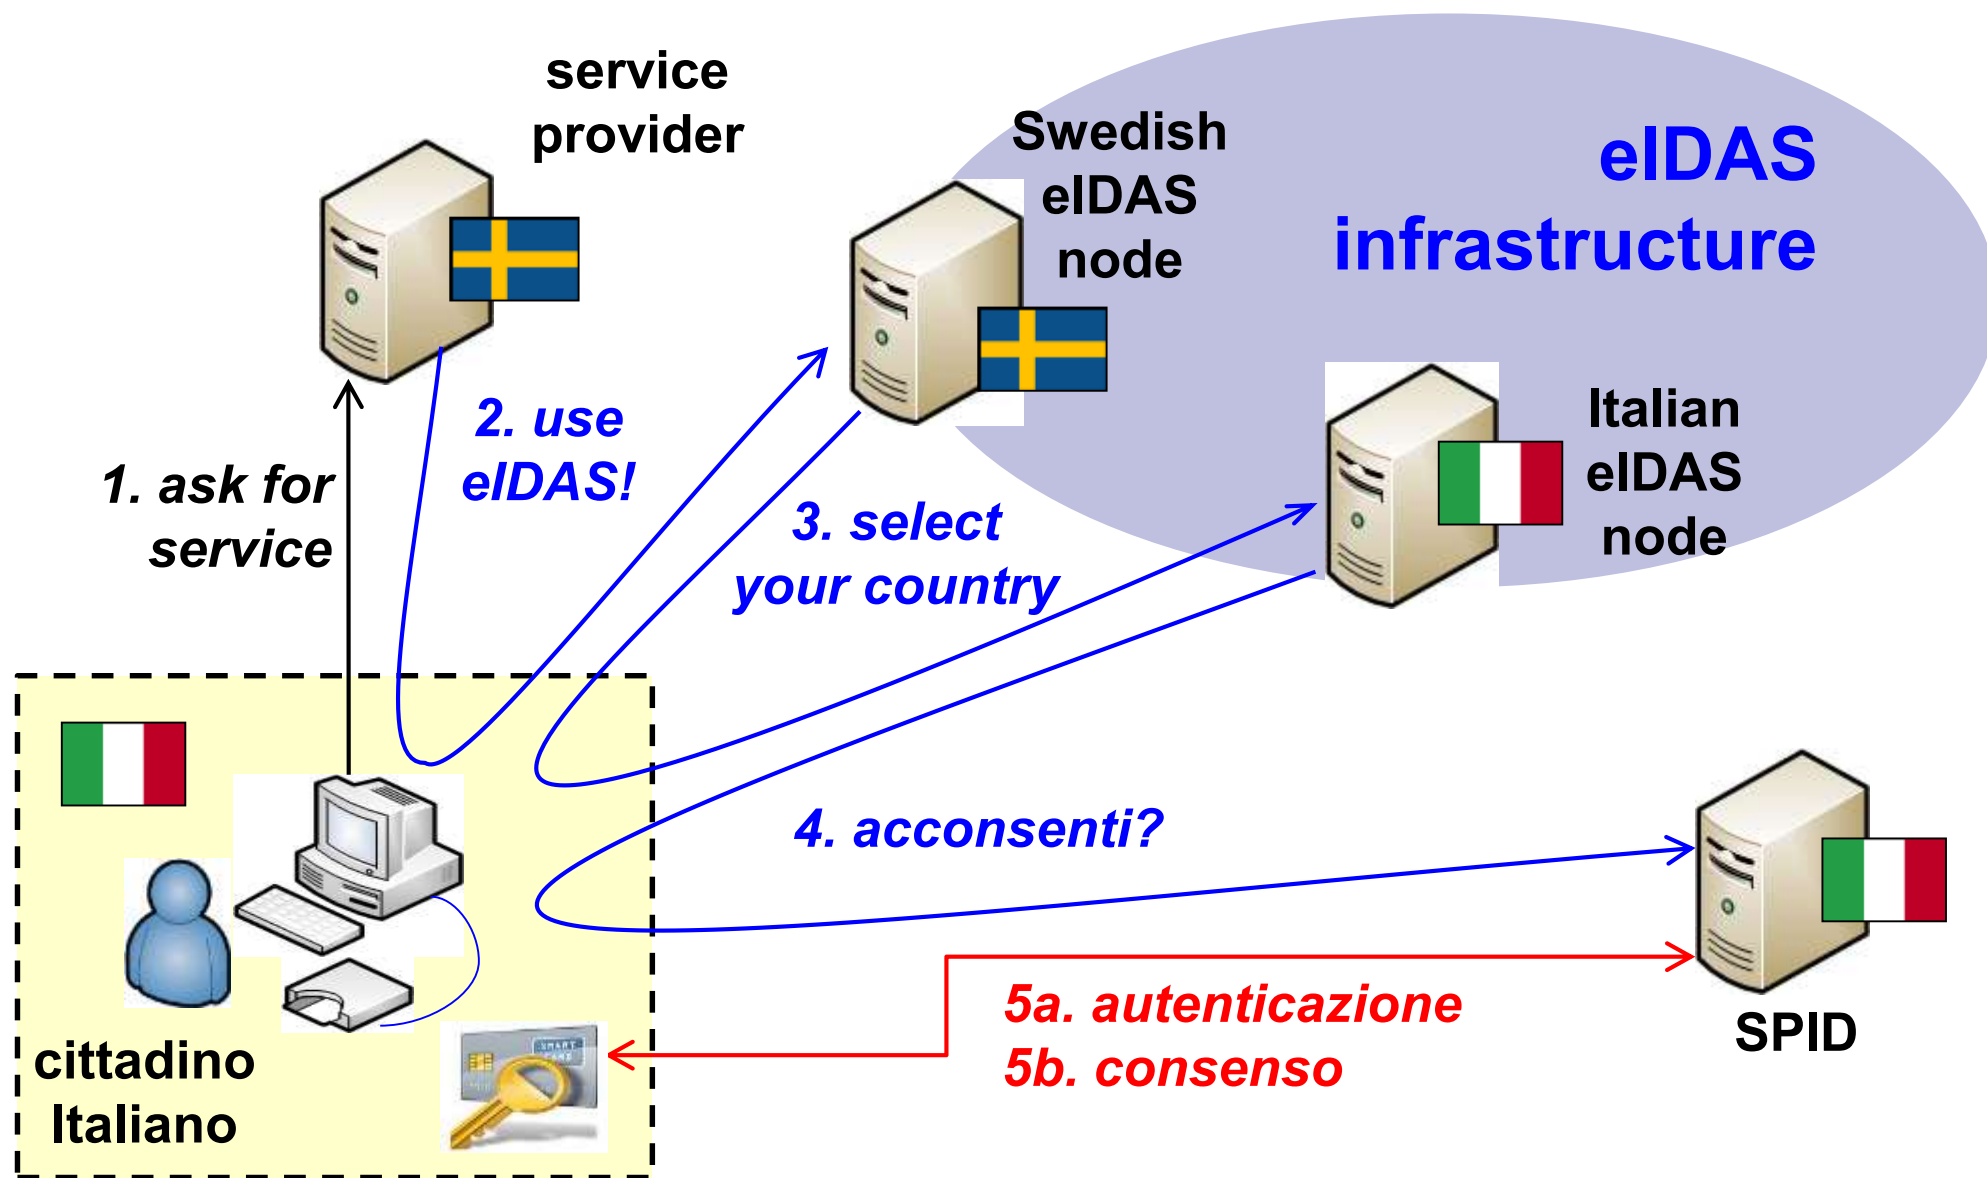 service
provider
Swedish
eIDAS
node
eIDAS
infrastructure
Italian
eIDAS
node
1. ask for
service
2. use
eIDAS!
3. select
your country
4. acconsenti?
5a. autenticazione
5b. consenso
SPID
cittadino
Italiano
SMART